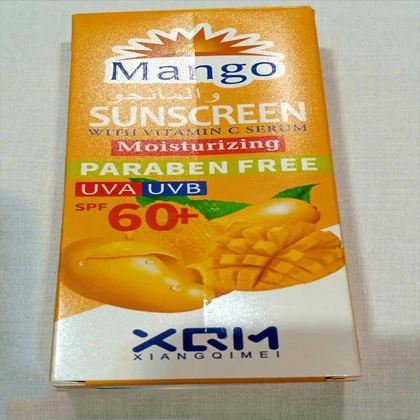 Mango
والمانجو
SUNSCREEN
WITH VITAMIN C SERUM
Moisturizing
PARABEN FREE
UVA UVB
SPF 60+
XQM
XIANGQIMEI